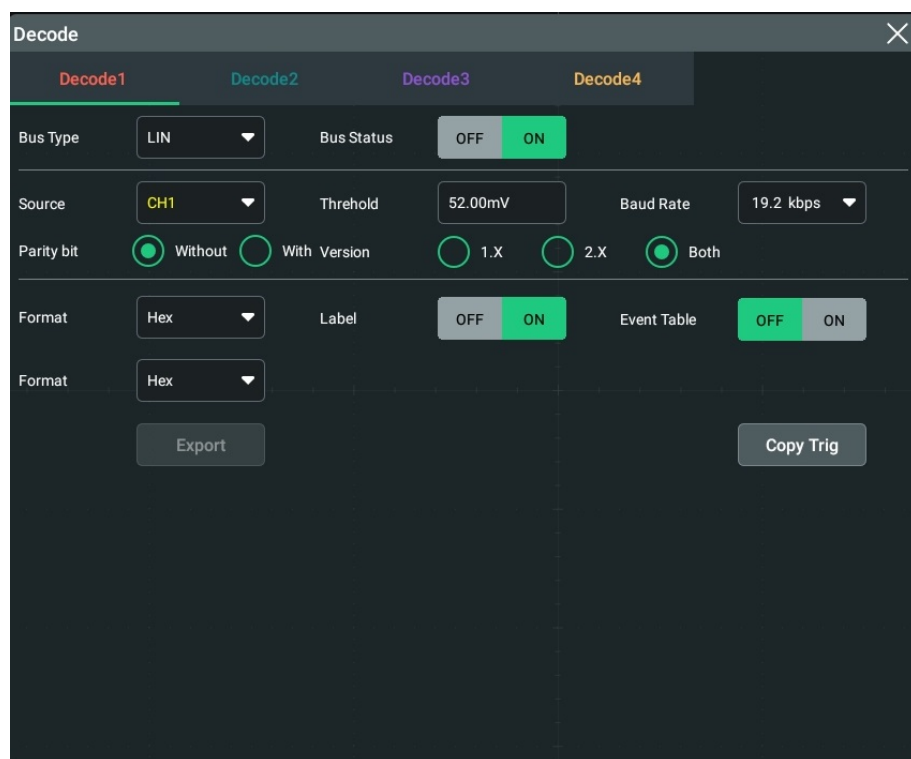 Decode
Decode1 Decode2 Decode3 Decode4
Bus Type LIN Bus Status OFF ON
Source CH1 Threhold 52.00mV Baud Rate 19.2 kbps
Parity bit Without With Version 1.X 2.X Both
Format Hex Label OFF ON Event Table OFF ON
Format Hex
Export Copy Trig